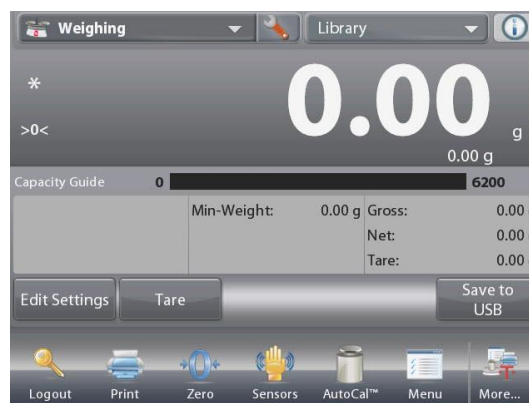 Weighing
Library
*
0.00
>0<
g
0.00 g
Capacity Guide 0 6200
Min-Weight: 0.00 g Gross: 0.00
Net: 0.00
Tare: 0.00
Edit Settings Tare Save to
USB
Logout Print Zero Sensors AutoCal™ Menu More...